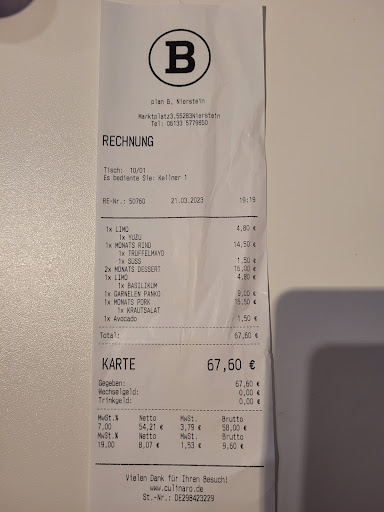 B
plan B, Nierstein
Marktplatz3,55283Nierstein
Tel: 06133 5779850
RECHNUNG
Tisch: 10/01
Es bediente Sie: Kellner 1
RE-Nr.: 50760 21.03.2023 19:19
1x LIMO 4,80 €
1x YUZU
1x MONATS RIND 14,50 €
1x TRUFFELMAYO
1x SÜSS 1,50 €
2x MONATS DESSERT 16,00 €
1x LIMO 4,80 €
1x BASILIKUM
1x GARNELEN PANKO 9,00 €
1x MONATS PORK 15,50 €
1x KRAUTSALAT
1x Avocado 1,50 €
Total: 67,60 €
KARTE 67,60 €
Gegeben: 67,60 €
Wechselgeld: 0,00 €
Trinkgeld: 0,00 €
MwSt.% Netto MwSt. Brutto
7,00 54,21 € 3,79 € 58,00 €
MwSt.% Netto MwSt. Brutto
19,00 8,07 € 1,53 € 9,60 €
Vielen Dank für Ihren Besuch!
www.culinaro.de
St.-Nr.: DE298423229